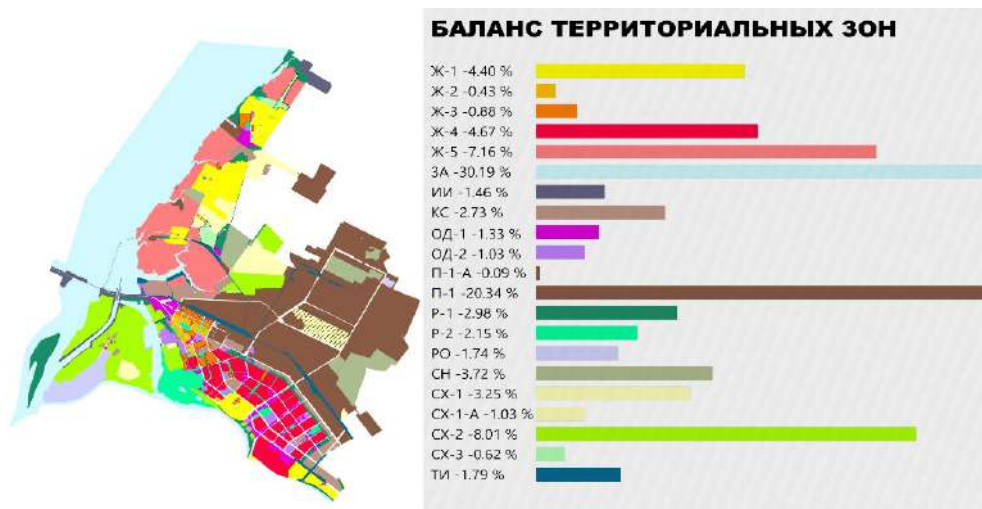 БАЛАНС ТЕРРИТОРИАЛЬНЫХ ЗОН
Ж-1 -4.40 %
Ж-2 -0.43 %
Ж-3 -0.88 %
Ж-4 -4.67 %
Ж-5 -7.16 %
ЗА -30.19 %
ИИ -1.46 %
КС -2.73 %
ОД-1 -1.33 %
ОД-2 -1.03 %
П-1-А -0.09 %
П-1 -20.34 %
Р-1 -2.98 %
Р-2 -2.15 %
РО -1.74 %
СН -3.72 %
СХ-1 -3.25 %
СХ-1-А -1.03 %
СХ-2 -8.01 %
СХ-3 -0.62 %
ТИ -1.79 %